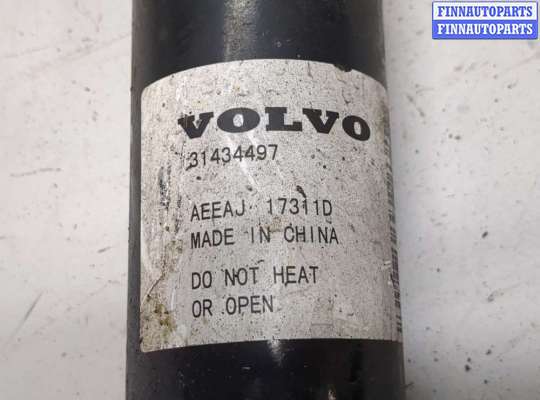 FINNAUTOPARTS
FINNAUTOPARTS
VOLVO
31434497
AEEAJ 17311D
MADE IN CHINA
DO NOT HEAT
OR OPEN